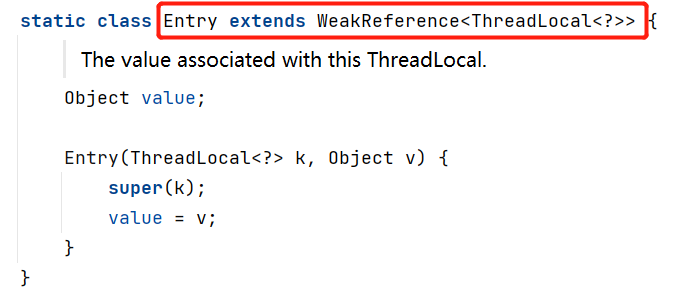 static class Entry extends WeakReference<ThreadLocal<?>> {
The value associated with this ThreadLocal.
Object value;
Entry(ThreadLocal<?> k, Object v) {
super(k);
value = v;
}
}